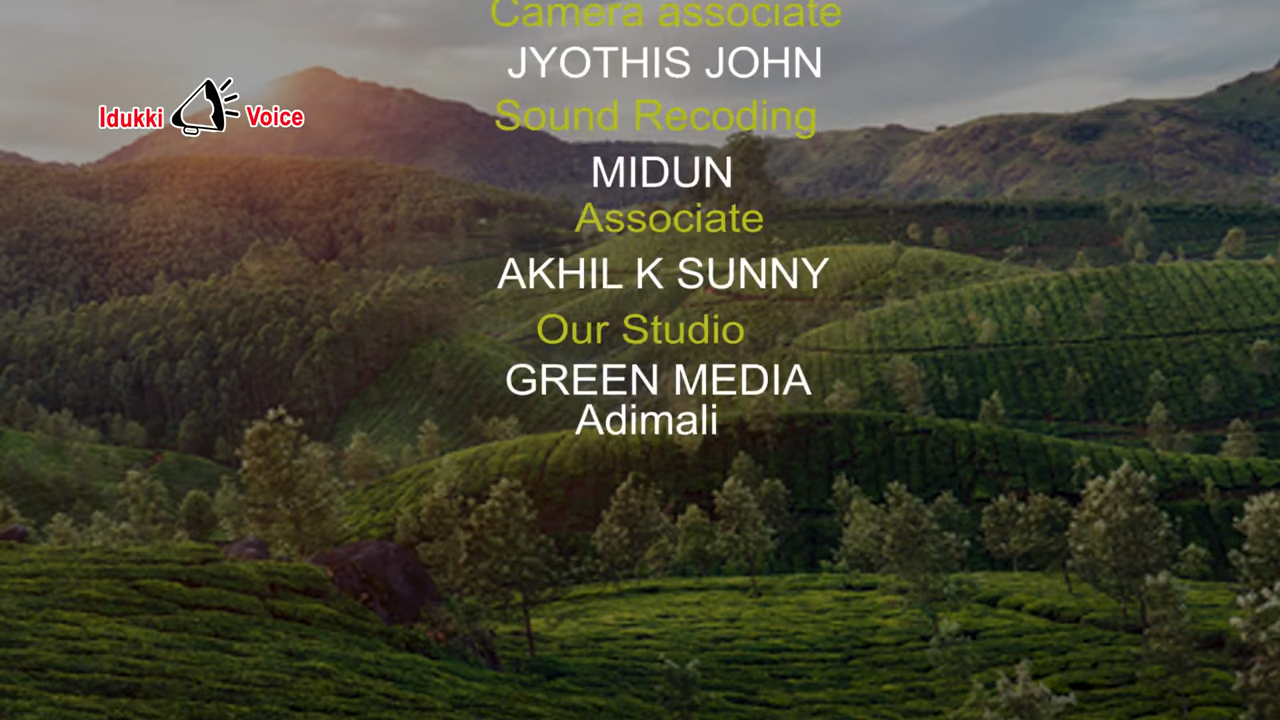 Camera associate
JYOTHIS JOHN
Idukki Voice
Sound Recoding
MIDUN
Associate
AKHIL K SUNNY
Our Studio
GREEN MEDIA
Adimali